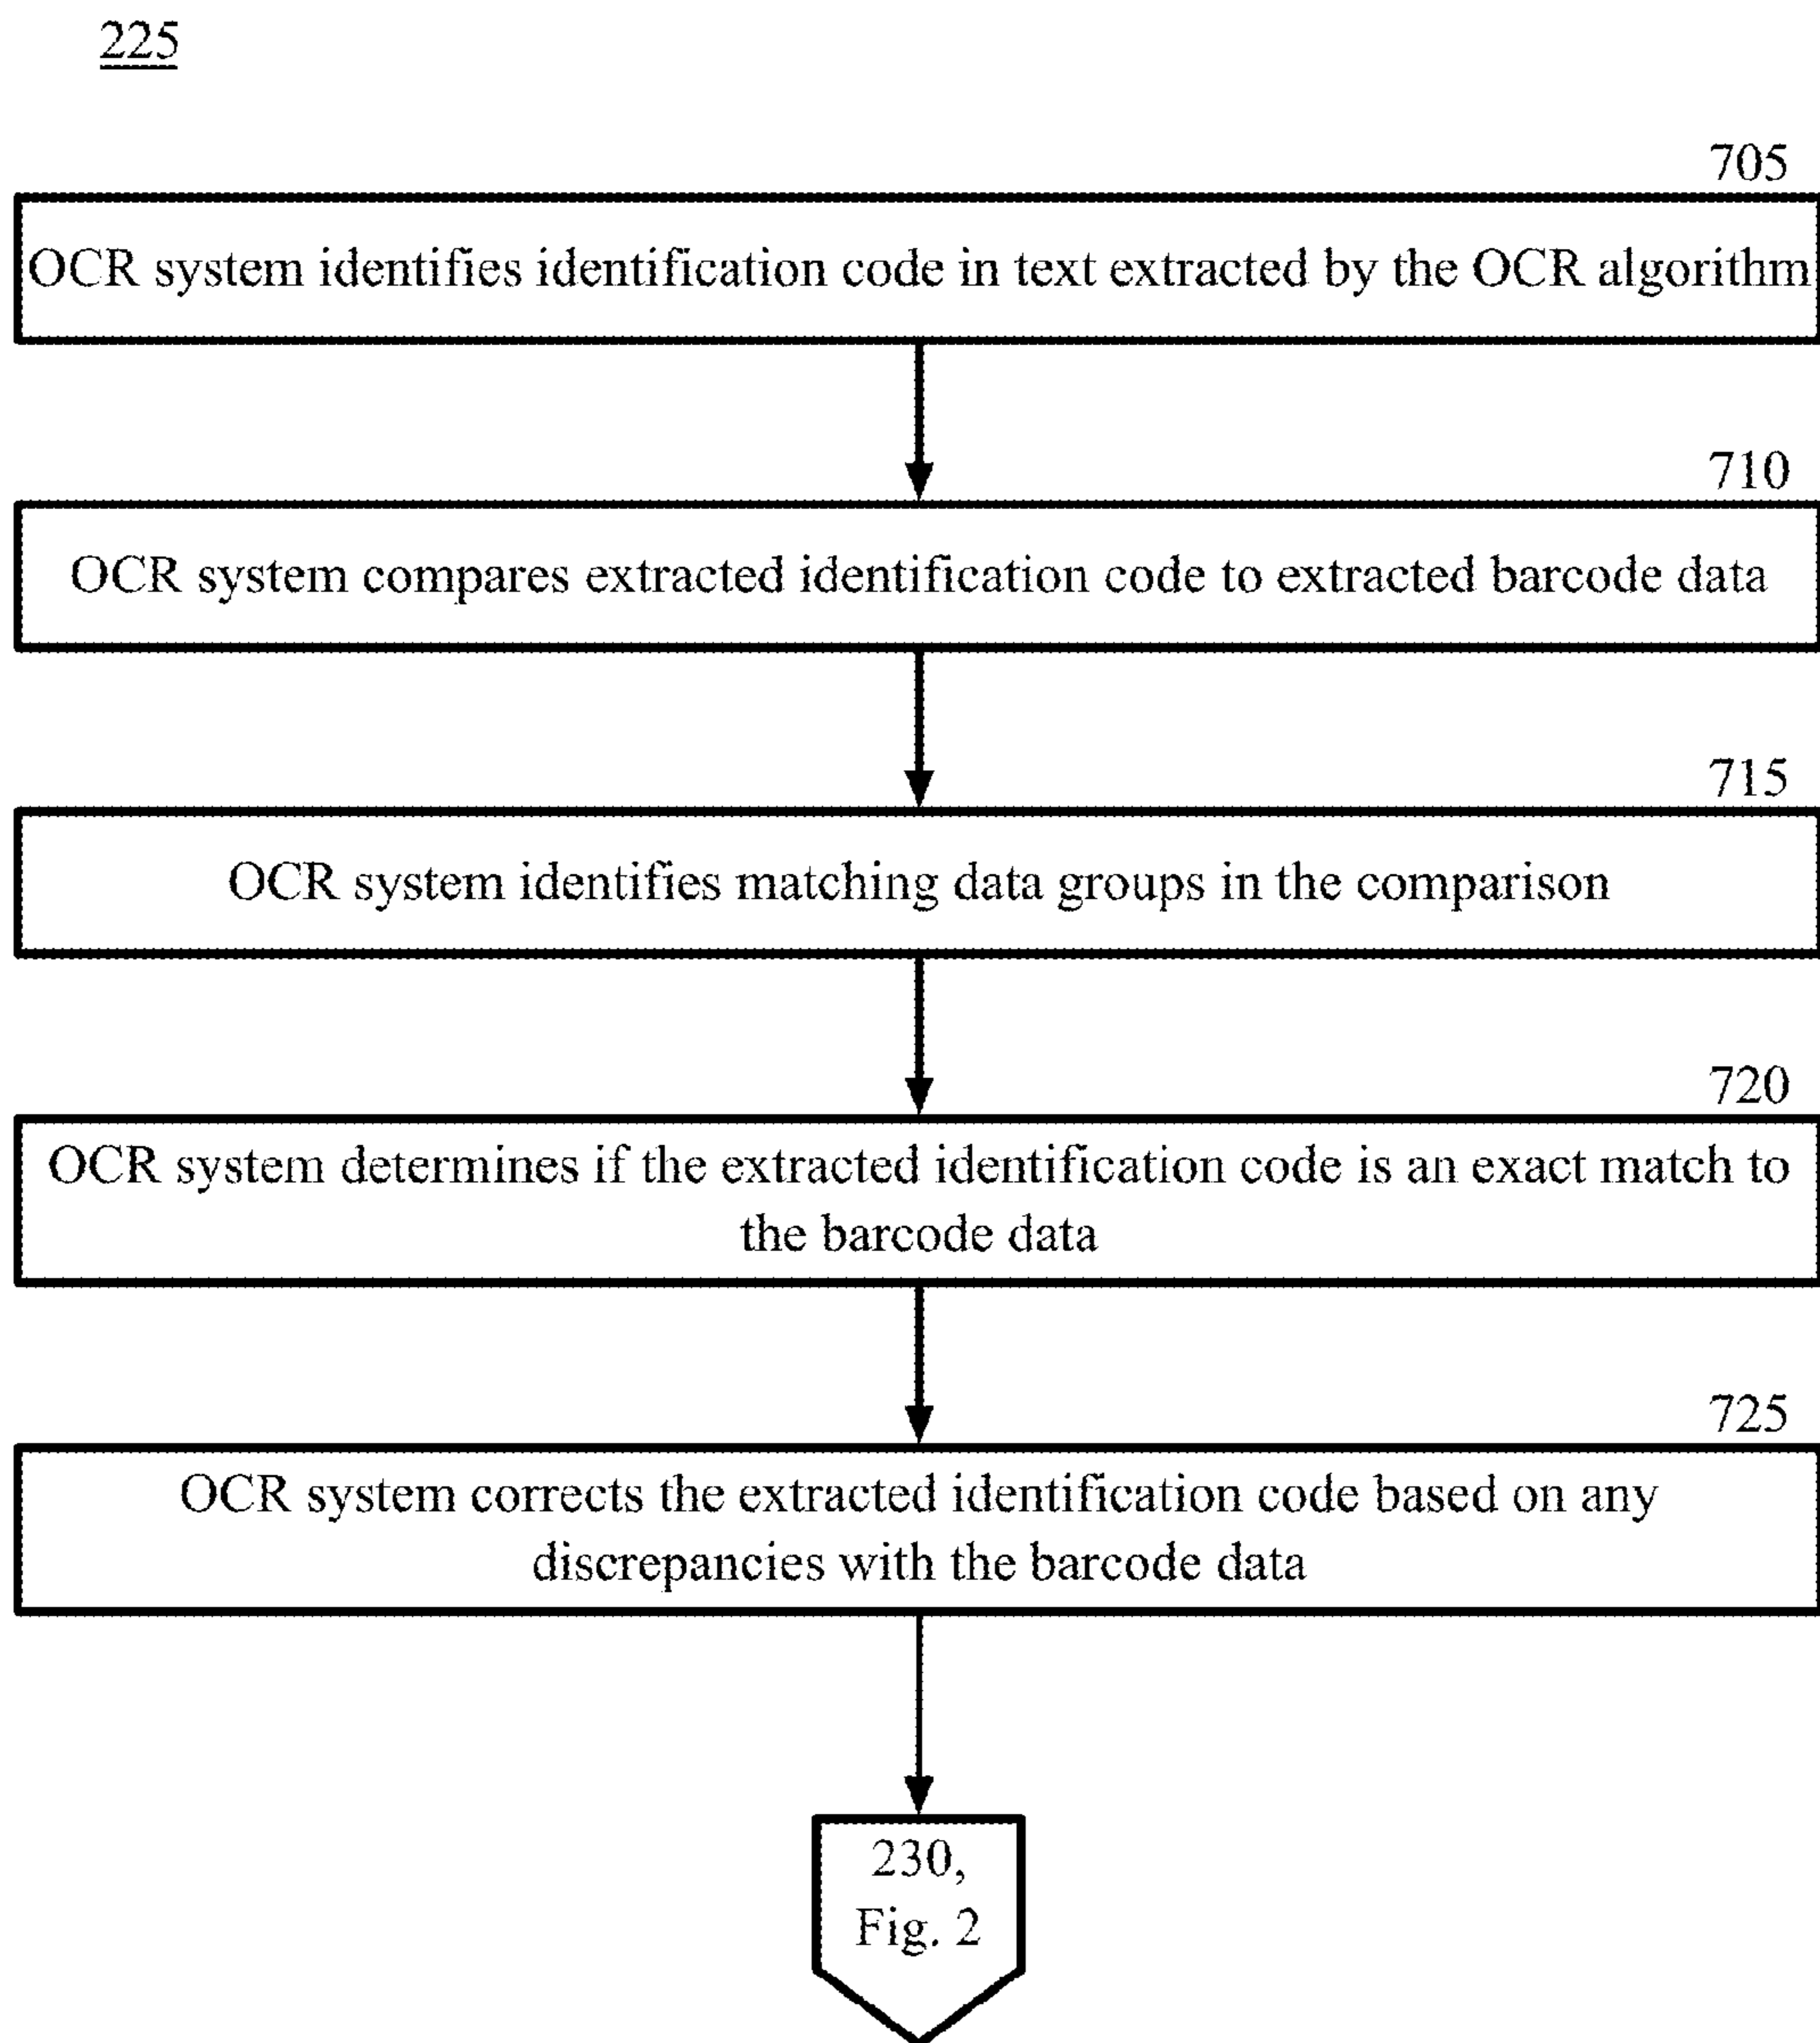 225
705
OCR system identifies identification code in text extracted by the OCR algorithm
710
OCR system compares extracted identification code to extracted barcode data
715
OCR system identifies matching data groups in the comparison
720
OCR system determines if the extracted identification code is an exact match to
the barcode data
725
OCR system corrects the extracted identification code based on any
discrepancies with the barcode data
230,
Fig. 2